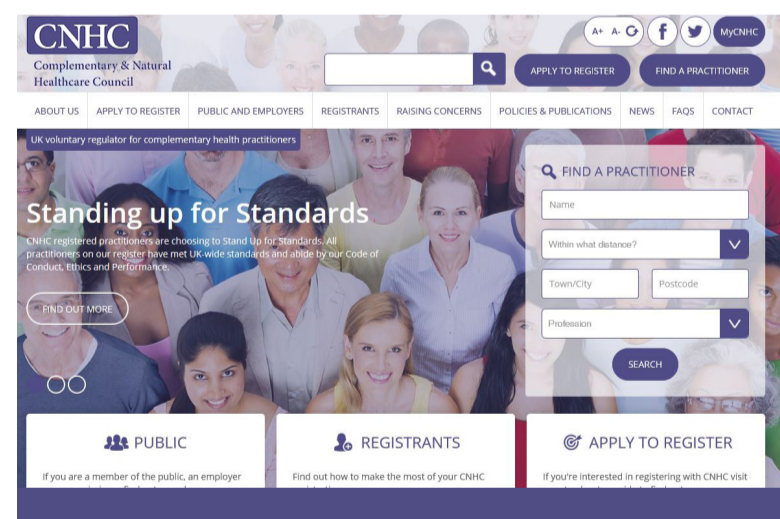 CNHC
Complementary & Natural
Healthcare Council
A+ A-
MyCNHC
APPLY TO REGISTER
FIND A PRACTITIONER
ABOUT US
APPLY TO REGISTER
PUBLIC AND EMPLOYERS
REGISTRANTS
RAISING CONCERNS
POLICIES & PUBLICATIONS
NEWS
FAQS
CONTACT
UK voluntary regulator for complementary health practitioners
Standing up for Standards
CNHC registered practitioners are choosing to Stand Up for Standards. All
practitioners on our register have met UK-wide standards and abide by our Code of
Conduct, Ethics and Performance.
FIND OUT MORE
FIND A PRACTITIONER
Name
Within what distance?
Town/City
Postcode
Profession
SEARCH
PUBLIC
If you are a member of the public, an employer
REGISTRANTS
Find out how to make the most of your CNHC
APPLY TO REGISTER
If you're interested in registering with CNHC visit